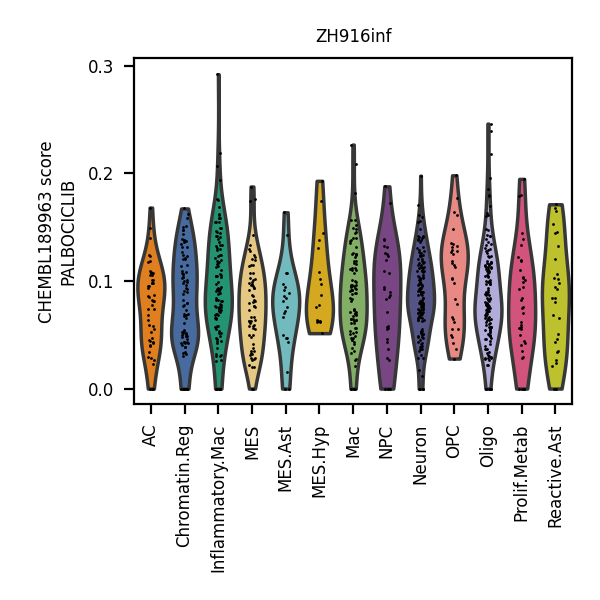 ZH916inf
CHEMBL189963 score
PALBOCICLIB
0.3
0.2
0.1
0.0
AC
Chromatin.Reg
Inflammatory.Mac
MES
MES.Ast
MES.Hyp
Mac
NPC
Neuron
OPC
Oligo
Prolif.Metab
Reactive.Ast